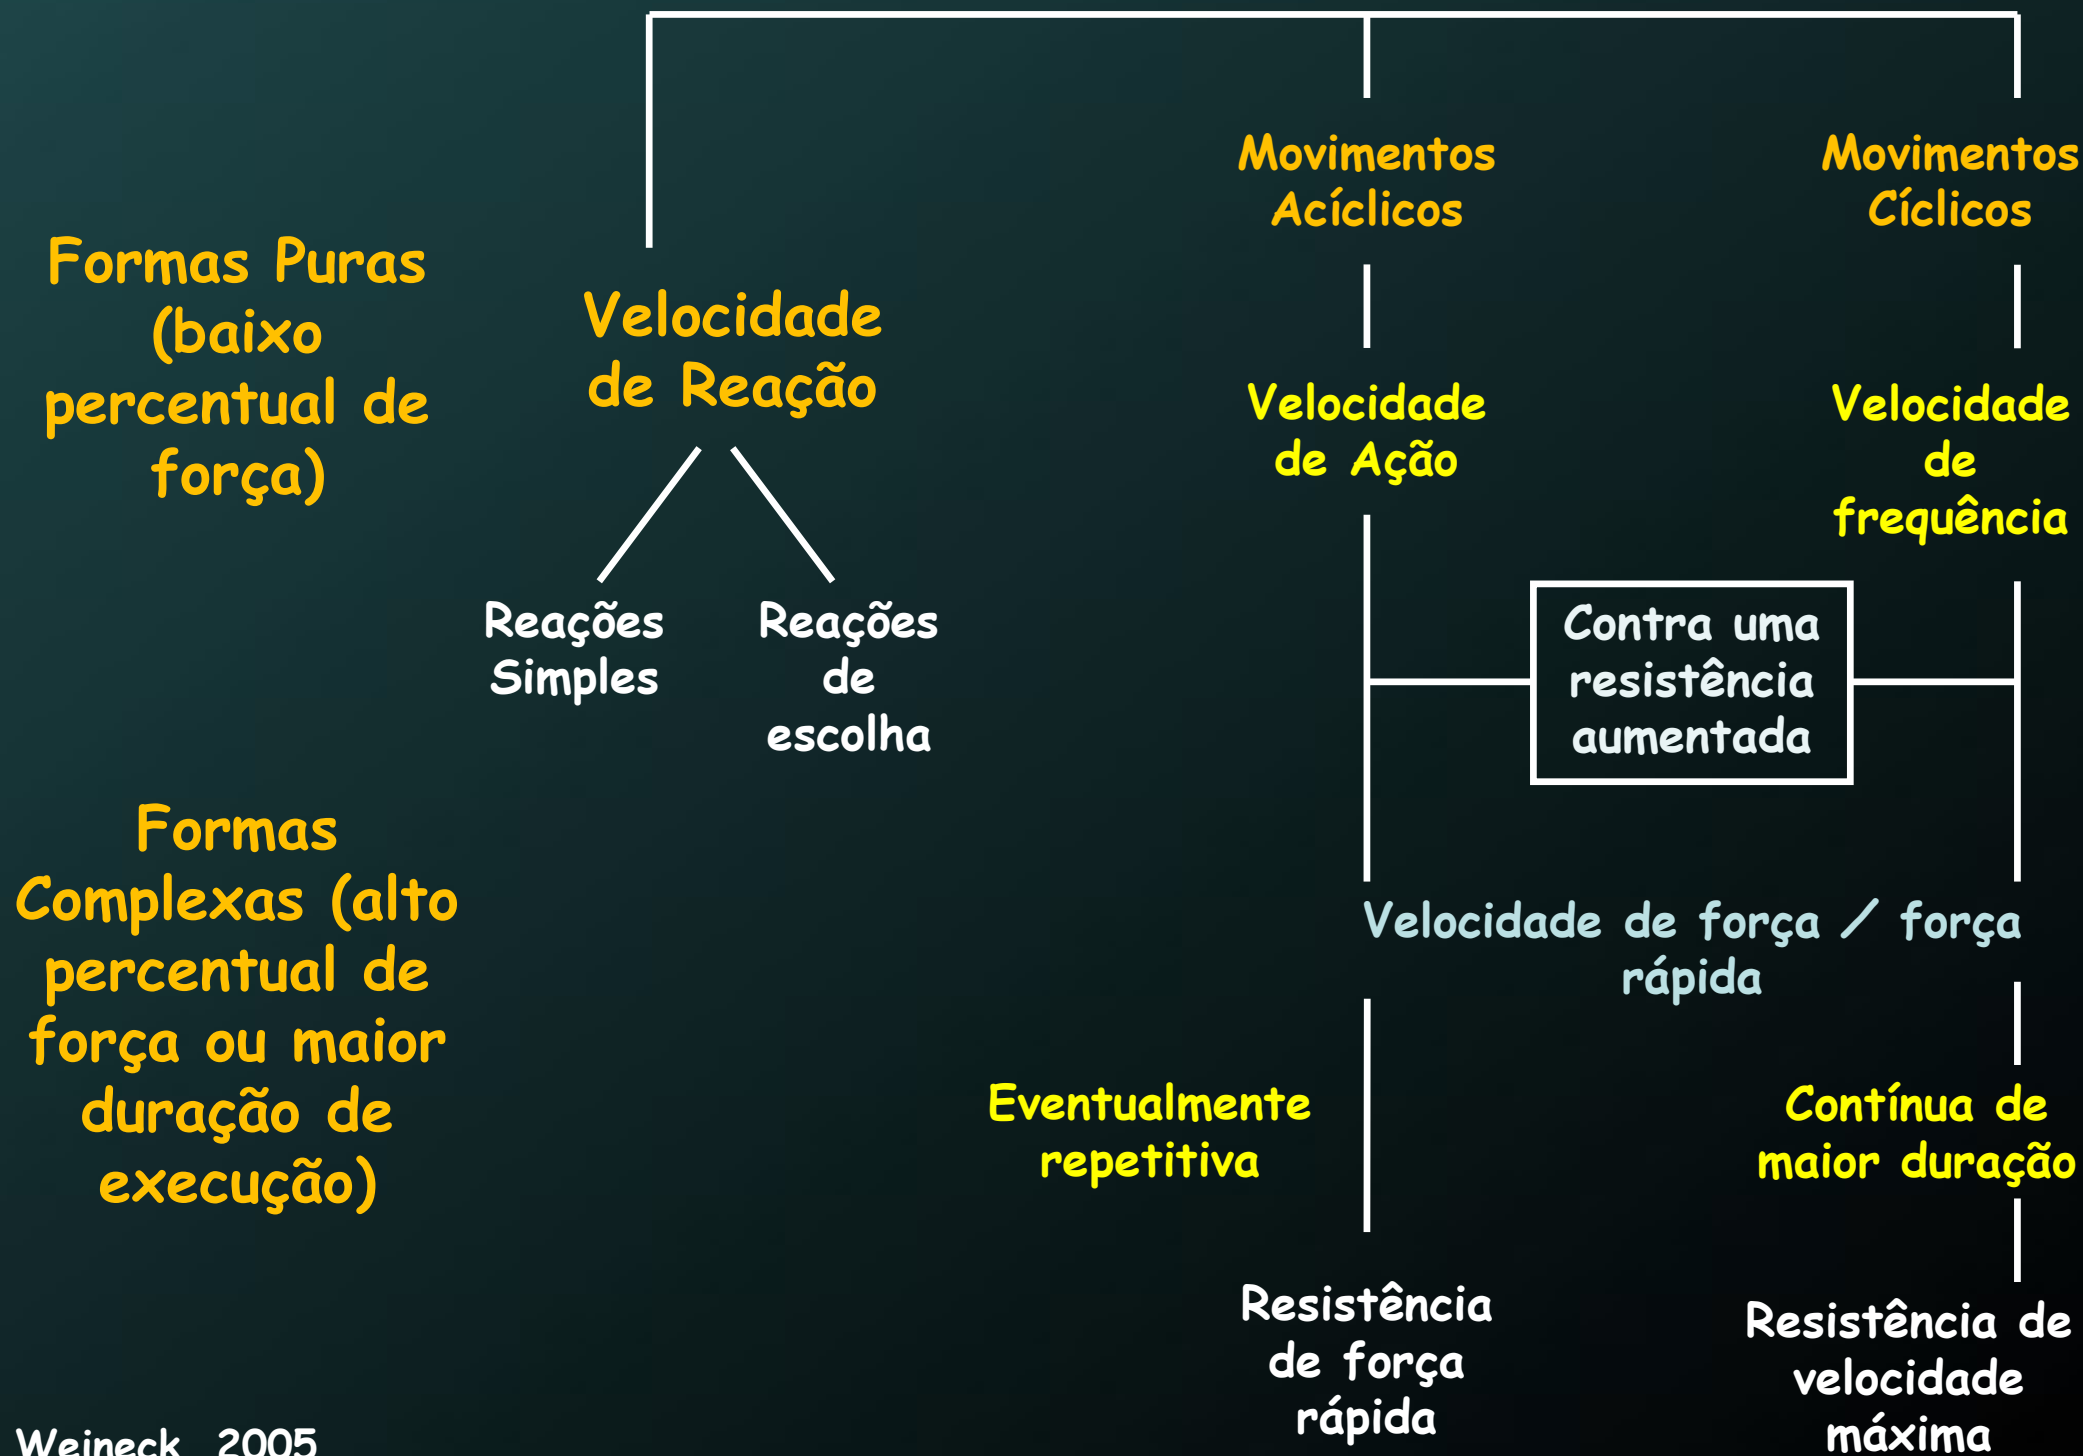 Movimentos
Acíclicos
Movimentos
Cíclicos
Formas Puras
(baixo
percentual de
força)
Velocidade
de Reação
Velocidade
de Ação
Velocidade
de
frequência
Reações
Simples
Reações
de
escolha
Contra uma
resistência
aumentada
Formas
Complexas (alto
percentual de
força ou maior
duração de
execução)
Velocidade de força / força
rápida
Eventualmente
repetitiva
Contínua de
maior duração
Resistência
de força
rápida
Resistência de
velocidade
máxima
Weineck 2005